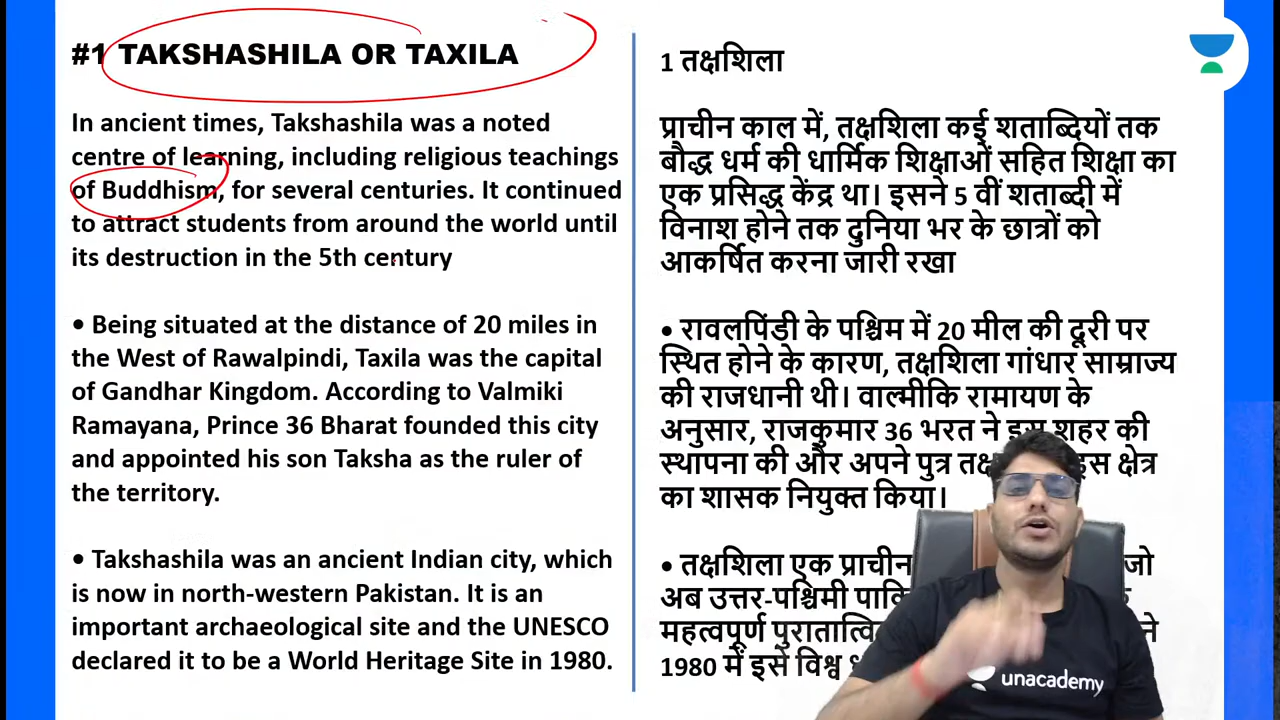 #1 TAKSHASHILA OR TAXILA
In ancient times, Takshashila was a noted
centre of learning, including religious teachings
of Buddhism, for several centuries. It continued
to attract students from around the world until
its destruction in the 5th century
• Being situated at the distance of 20 miles in
the West of Rawalpindi, Taxila was the capital
of Gandhar Kingdom. According to Valmiki
Ramayana, Prince 36 Bharat founded this city
and appointed his son Taksha as the ruler of
the territory.
• Takshashila was an ancient Indian city, which
is now in north-western Pakistan. It is an
important archaeological site and the UNESCO
declared it to be a World Heritage Site in 1980.
1 तक्षशिला
प्राचीन काल में, तक्षशिला कई शताब्दियों तक
बौद्ध धर्म की धार्मिक शिक्षाओं सहित शिक्षा का
एक प्रसिद्ध केंद्र था। इसने 5 वीं शताब्दी में
विनाश होने तक दुनिया भर के छात्रों को
आकर्षित करना जारी रखा
• रावलपिंडी के पश्चिम में 20 मील की दूरी पर
स्थित होने के कारण, तक्षशिला गांधार साम्राज्य
की राजधानी थी। वाल्मीकि रामायण के
अनुसार, राजकुमार 36 भरत ने इस शहर की
स्थापना की और अपने पुत्र इस क्षेत्र
का शासक नियुक्त किया।
• तक्षशिला एक प्राचीन जो
अब उत्तर-पश्चिमी
महत्वपूर्ण ने
1980 में इसे विश्व
unacademy